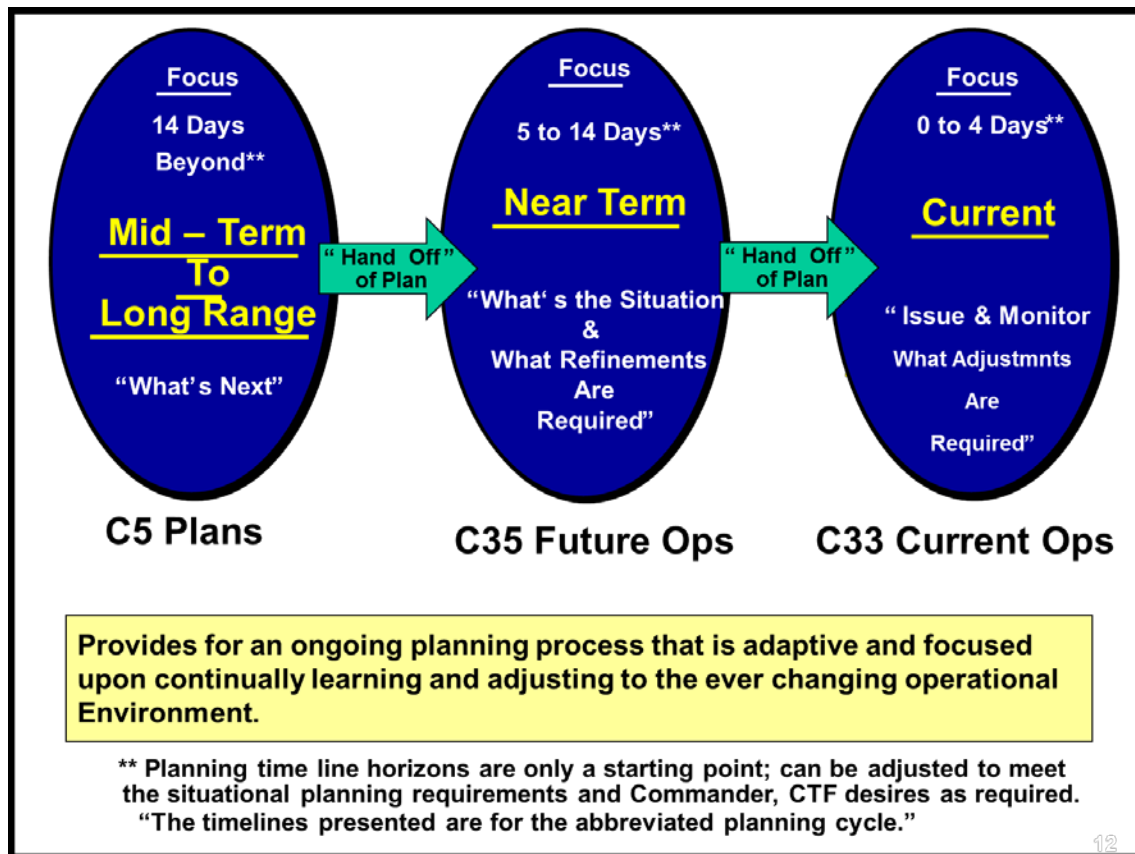 Focus
14 Days
Beyond**
Mid – Term
To
Long Range
“What’s Next”
C5 Plans
“ Hand Off”
of Plan
Focus
5 to 14 Days**
Near Term
“What‘ s the Situation
&
What Refinements
Are
Required”
C35 Future Ops
“ Hand Off”
of Plan
Focus
0 to 4 Days**
Current
“ Issue & Monitor
What Adjustmnts
Are
Required”
C33 Current Ops
Provides for an ongoing planning process that is adaptive and focused
upon continually learning and adjusting to the ever changing operational
Environment.
** Planning time line horizons are only a starting point; can be adjusted to meet
the situational planning requirements and Commander, CTF desires as required.
“The timelines presented are for the abbreviated planning cycle.”
12